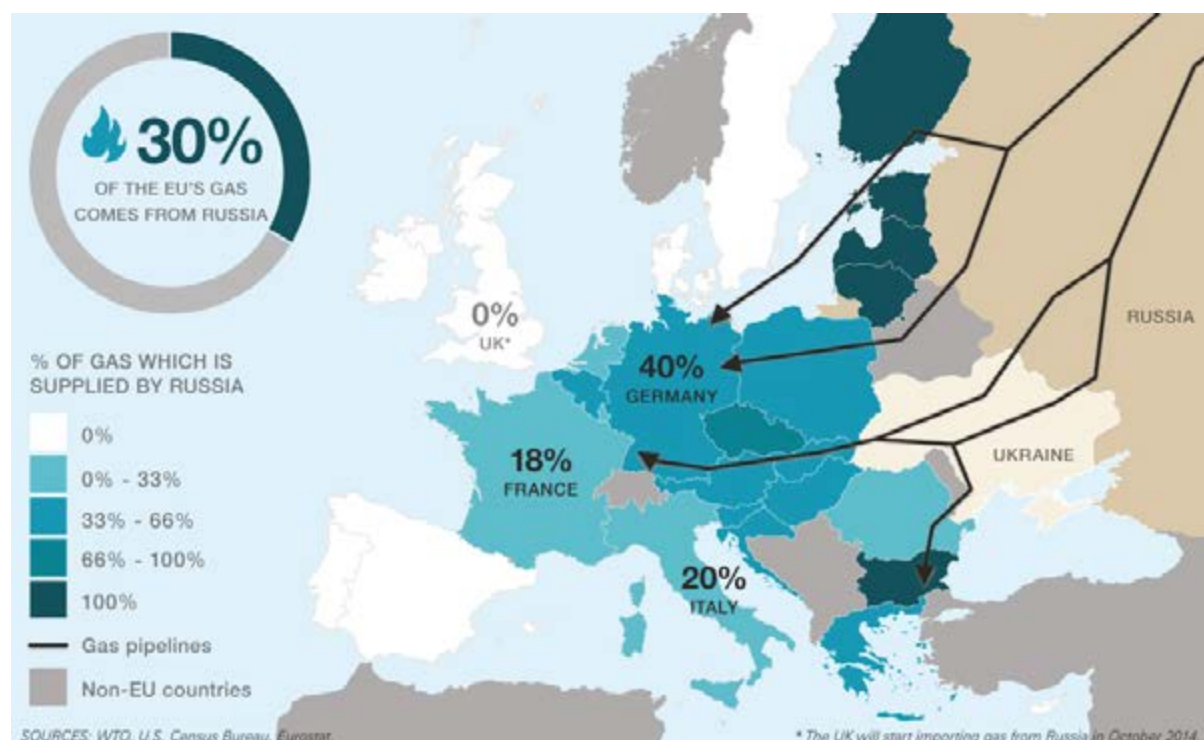 30%
OF THE EU'S GAS
COMES FROM RUSSIA
% OF GAS WHICH IS
SUPPLIED BY RUSSIA
0%
0% - 33%
33% - 66%
66% - 100%
100%
Gas pipelines
Non-EU countries
0%
UK*
40%
GERMANY
18%
FRANCE
20%
ITALY
RUSSIA
UKRAINE
SOURCES: WTO, U.S. Census Bureau, Eurostat
* The UK will start importing gas from Russia in October 2014